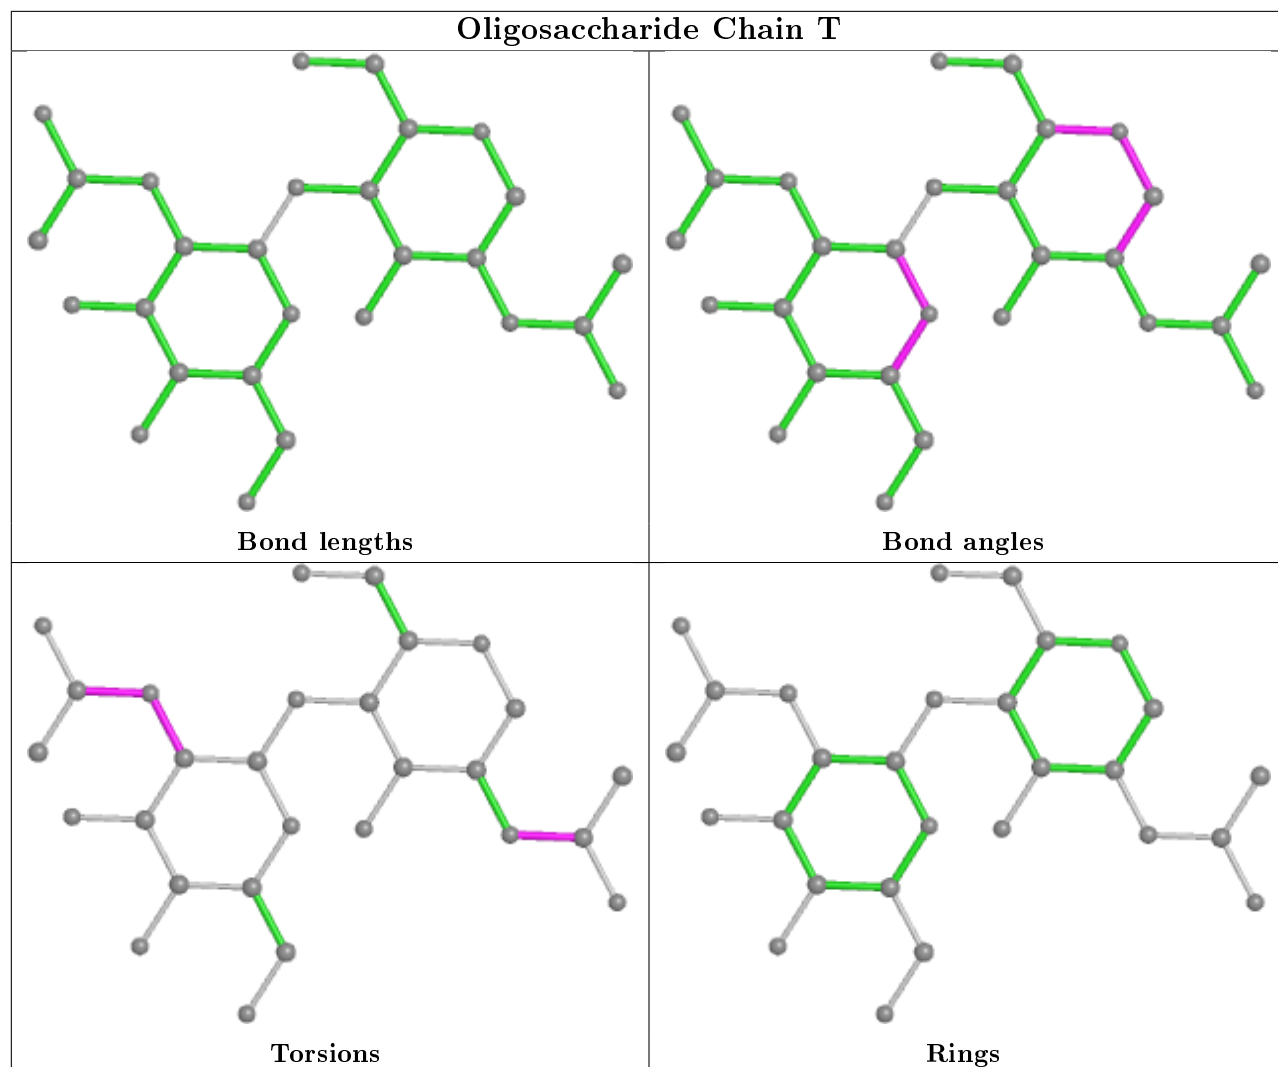 Oligosaccharide Chain T
Bond lengths
Bond angles
Torsions
Rings